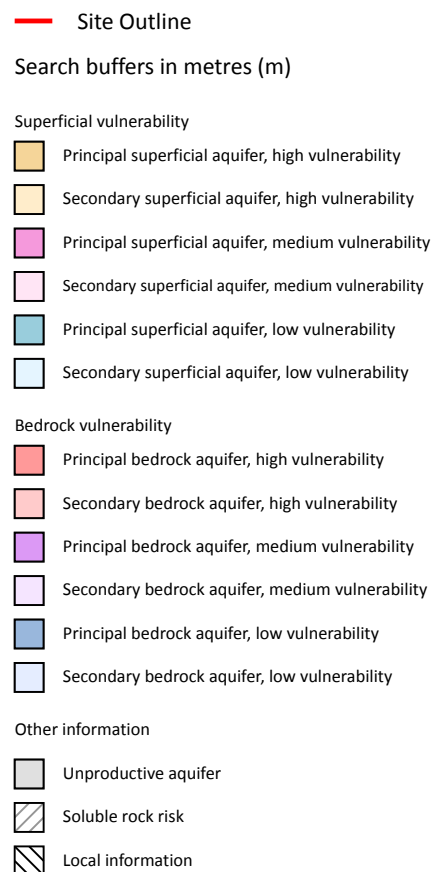 Site Outline
Search buffers in metres (m)
Superficial vulnerability
Principal superficial aquifer, high vulnerability
Secondary superficial aquifer, high vulnerability
Principal superficial aquifer, medium vulnerability
Secondary superficial aquifer, medium vulnerability
Principal superficial aquifer, low vulnerability
Secondary superficial aquifer, low vulnerability
Bedrock vulnerability
Principal bedrock aquifer, high vulnerability
Secondary bedrock aquifer, high vulnerability
Principal bedrock aquifer, medium vulnerability
Secondary bedrock aquifer, medium vulnerability
Principal bedrock aquifer, low vulnerability
Secondary bedrock aquifer, low vulnerability
Other information
Unproductive aquifer
Soluble rock risk
Local information